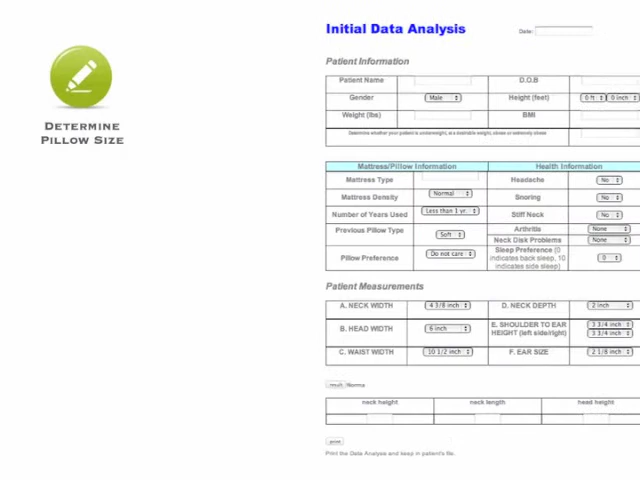 DETERMINE
PILLOW SIZE
Initial Data Analysis
Date:
Patient Information
Patient Name D.O.B
Gender Male Height (feet) 0 ft 0 inch
Weight (lbs) BMI
Determine whether your patient is underweight, at a desirable weight, obese or extremely obese
Mattress/Pillow Information Health Information
Mattress Type Headache No
Mattress Density Normal Snoring No
Number of Years Used Less than 1 yr. Stiff Neck No
Previous Pillow Type Soft Arthritis None
Neck Disk Problems None
Pillow Preference Do not care Sleep Preference (0
indicates back sleep, 10
indicates side sleep) 0
Patient Measurements
A. NECK WIDTH 4 3/8 inch D. NECK DEPTH 2 inch
B. HEAD WIDTH 6 inch E. SHOULDER TO EAR
HEIGHT (left side/right) 3 3/4 inch
3 3/4 inch
C. WAIST WIDTH 10 1/2 inch F. EAR SIZE 2 1/8 inch
result Norma
neck height neck length head height
print
Print the Data Analyse and keep in patient's file.